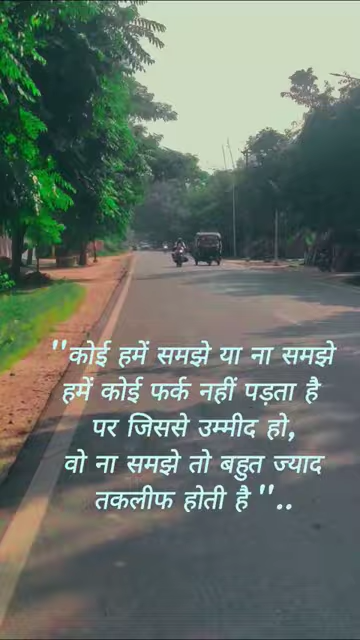 "कोई हमें समझे या ना समझे
हमें कोई फर्क नहीं पड़ता है
पर जिससे उम्मीद हो,
वो ना समझे तो बहुत ज्याद
तकलीफ होती है "..